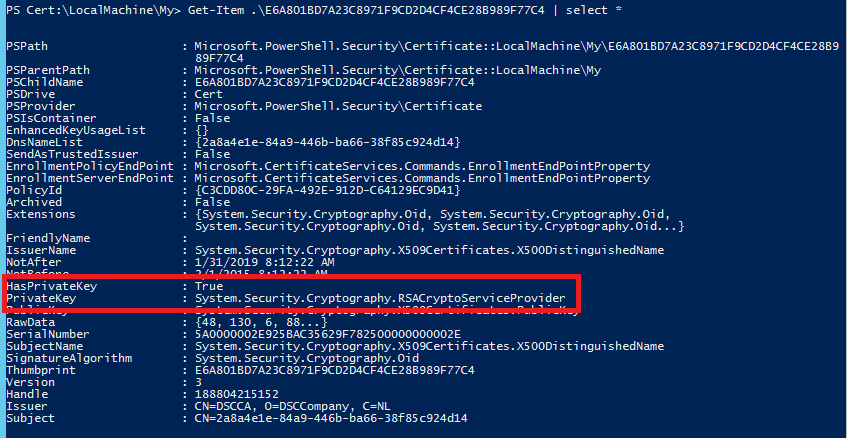 PS Cert:\LocalMachine\My> Get-Item .\E6A801BD7A23C8971F9CD2D4CF4CE28B989F77C4 | select *
PSPath : Microsoft.PowerShell.Security\Certificate::LocalMachine\My\E6A801BD7A23C8971F9CD2D4CF4CE28B9
89F77C4
PSParentPath : Microsoft.PowerShell.Security\Certificate::LocalMachine\My
PSChildName : E6A801BD7A23C8971F9CD2D4CF4CE28B989F77C4
PSDrive : Cert
PSProvider : Microsoft.PowerShell.Security\Certificate
PSIsContainer : False
EnhancedKeyUsageList : {}
DnsNameList : {2a8a4e1e-84a9-446b-ba66-38f85c924d14}
SendAsTrustedIssuer : False
EnrollmentPolicyEndPoint : Microsoft.CertificateServices.Commands.EnrollmentEndPointProperty
EnrollmentServerEndPoint : Microsoft.CertificateServices.Commands.EnrollmentEndPointProperty
PolicyId : {C3CDD80C-29FA-492E-912D-C64129EC9D41}
Archived : False
Extensions : {System.Security.Cryptography.Oid, System.Security.Cryptography.Oid,
System.Security.Cryptography.Oid, System.Security.Cryptography.Oid...}
FriendlyName :
IssuerName : System.Security.Cryptography.X509Certificates.X500DistinguishedName
NotAfter : 1/31/2019 8:12:22 AM
NotBefore : 2/1/2015 8:12:22 AM
HasPrivateKey : True
PrivateKey : System.Security.Cryptography.RSACryptoServiceProvider
PublicKey : System.Security.Cryptography.X509Certificates.PublicKey
RawData : {48, 130, 6, 88...}
SerialNumber : 5A0000002E925BAC35629F782500000000002E
SubjectName : System.Security.Cryptography.X509Certificates.X500DistinguishedName
SignatureAlgorithm : System.Security.Cryptography.Oid
Thumbprint : E6A801BD7A23C8971F9CD2D4CF4CE28B989F77C4
Version : 3
Handle : 188804215152
Issuer : CN=DSCCA, O=DSCCompany, C=NL
Subject : CN=2a8a4e1e-84a9-446b-ba66-38f85c924d14